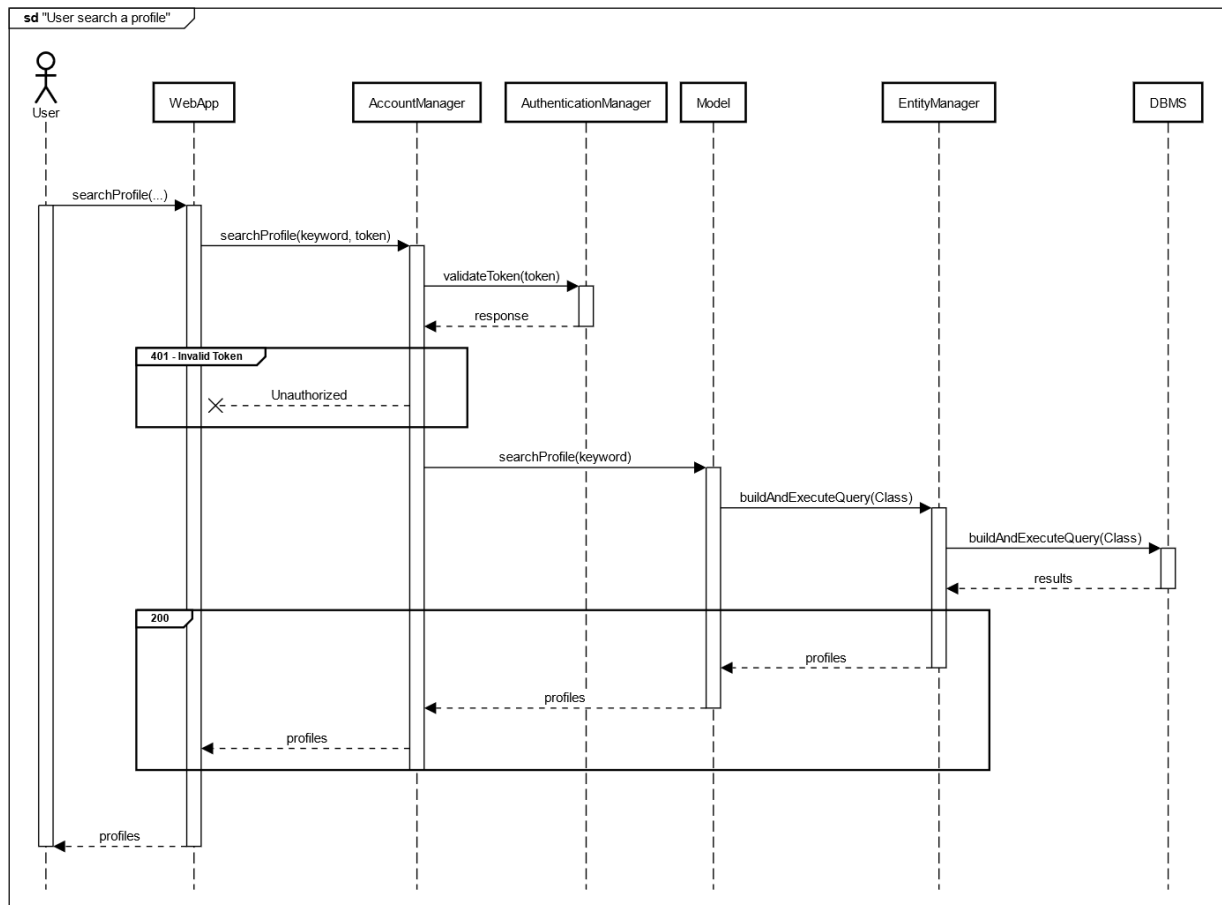 sd "User search a profile"
User
WebApp
AccountManager
AuthenticationManager
Model
EntityManager
DBMS
searchProfile(...)
searchProfile(keyword, token)
validateToken(token)
response
401 - Invalid Token
Unauthorized
searchProfile(keyword)
buildAndExecuteQuery(Class)
buildAndExecuteQuery(Class)
results
200
profiles
profiles
profiles
profiles